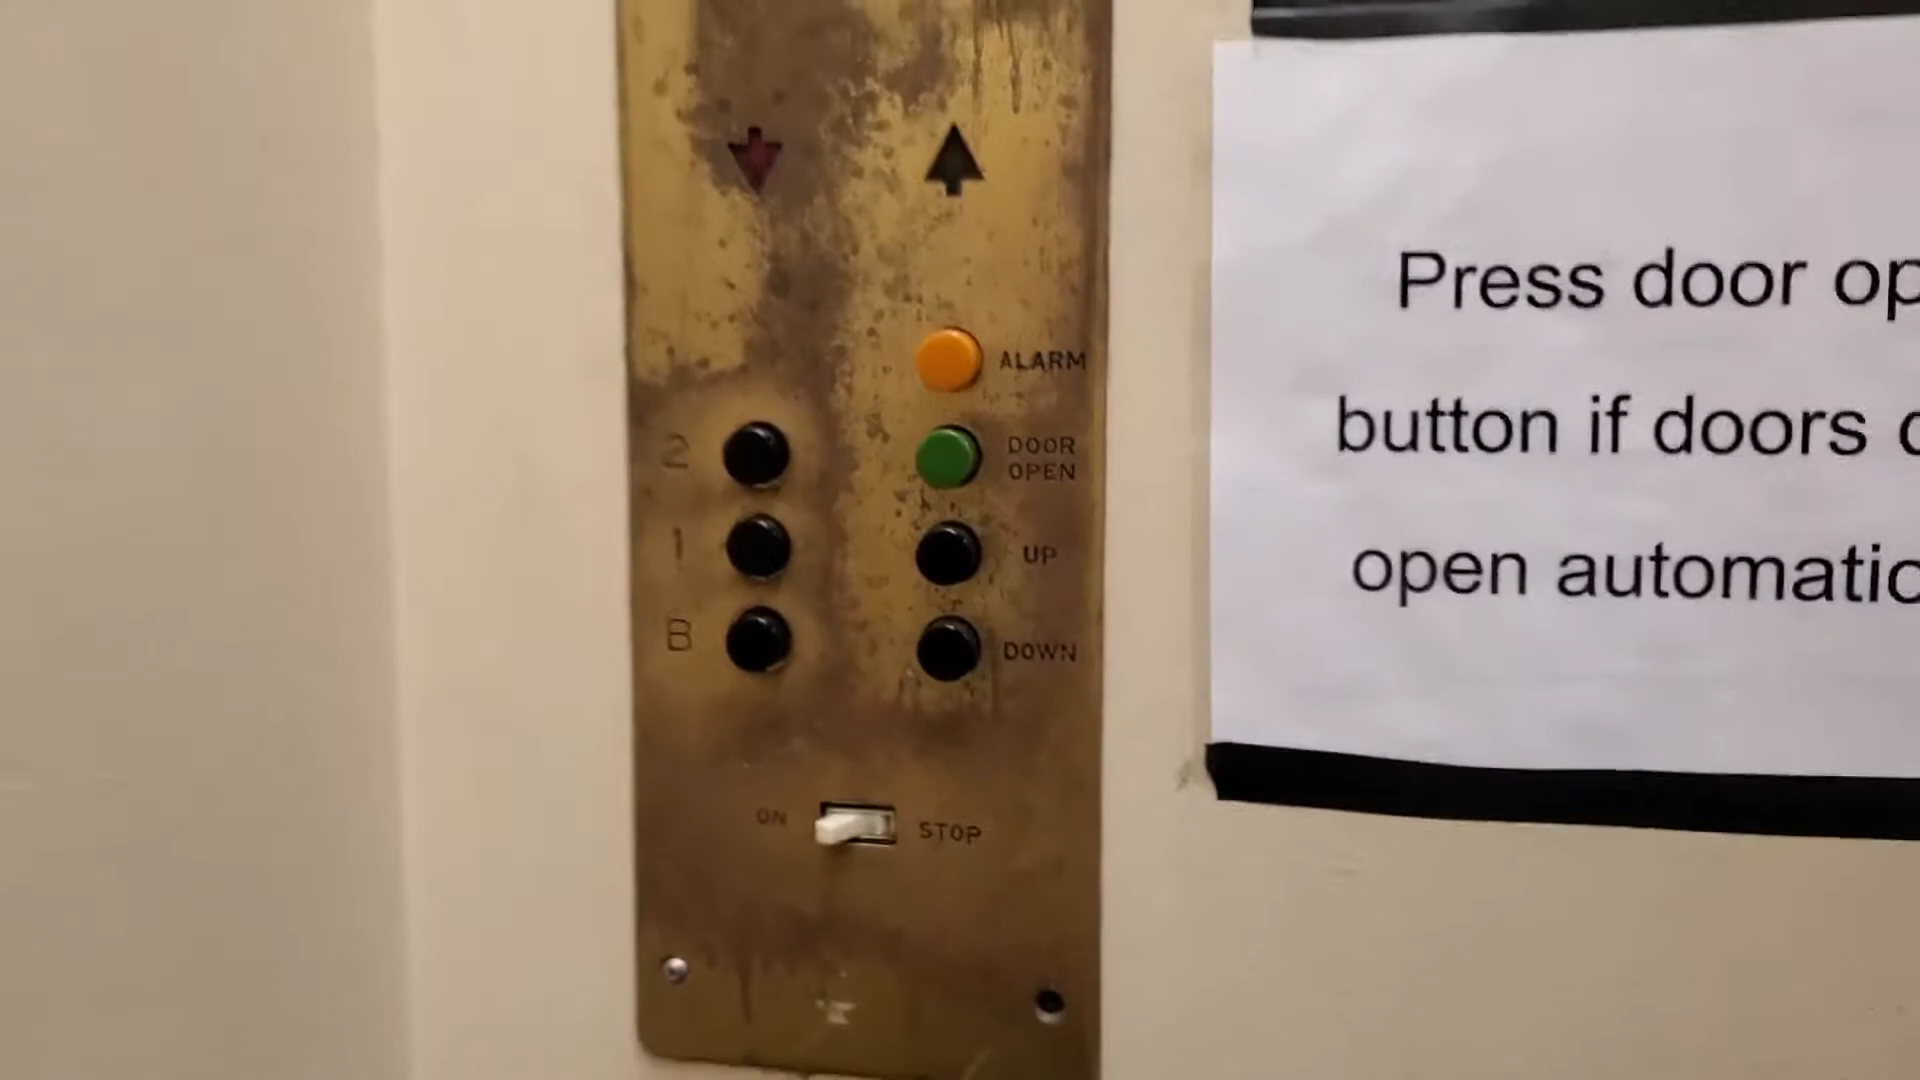 ALARM
2
DOOR
OPEN
1
UP
B
DOWN
ON
STOP
Press door op
button if doors
open automatic